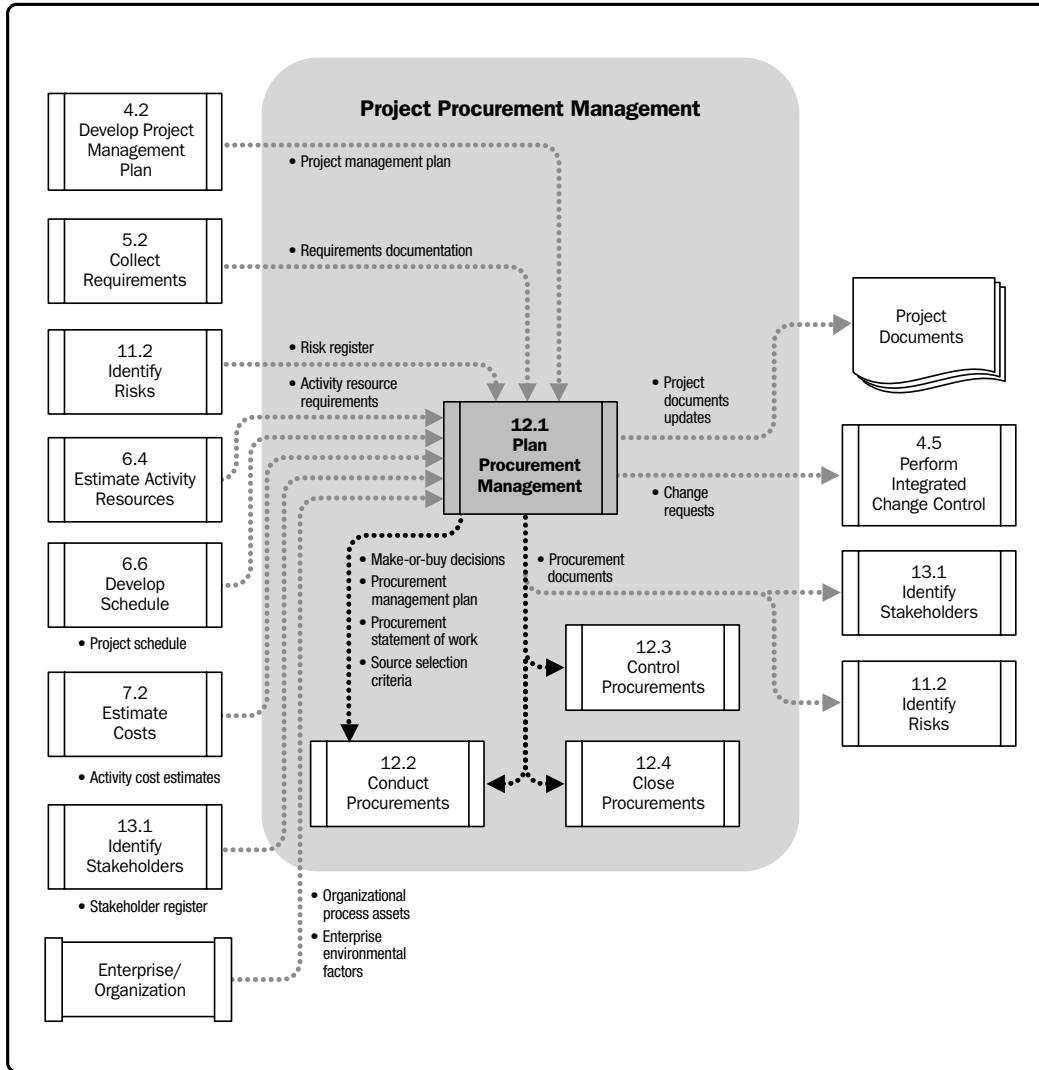 Project Procurement Management
4.2
Develop Project
Management
Plan
• Project management plan
5.2
Collect
Requirements
• Requirements documentation
11.2
Identify
Risks
• Risk register
• Activity resource
requirements
6.4
Estimate Activity
Resources
6.6
Develop
Schedule
• Project schedule
7.2
Estimate
Costs
• Activity cost estimates
13.1
Identify
Stakeholders
• Stakeholder register
Enterprise/
Organization
• Organizational
process assets
• Enterprise
environmental
factors
12.1
Plan
Procurement
Management
• Make-or-buy decisions
• Procurement
management plan
• Procurement
statement of work
• Source selection
criteria
• Procurement
documents
12.3
Control
Procurements
12.2
Conduct
Procurements
12.4
Close
Procurements
• Project
documents
updates
• Change
requests
Project
Documents
4.5
Perform
Integrated
Change Control
13.1
Identify
Stakeholders
11.2
Identify
Risks